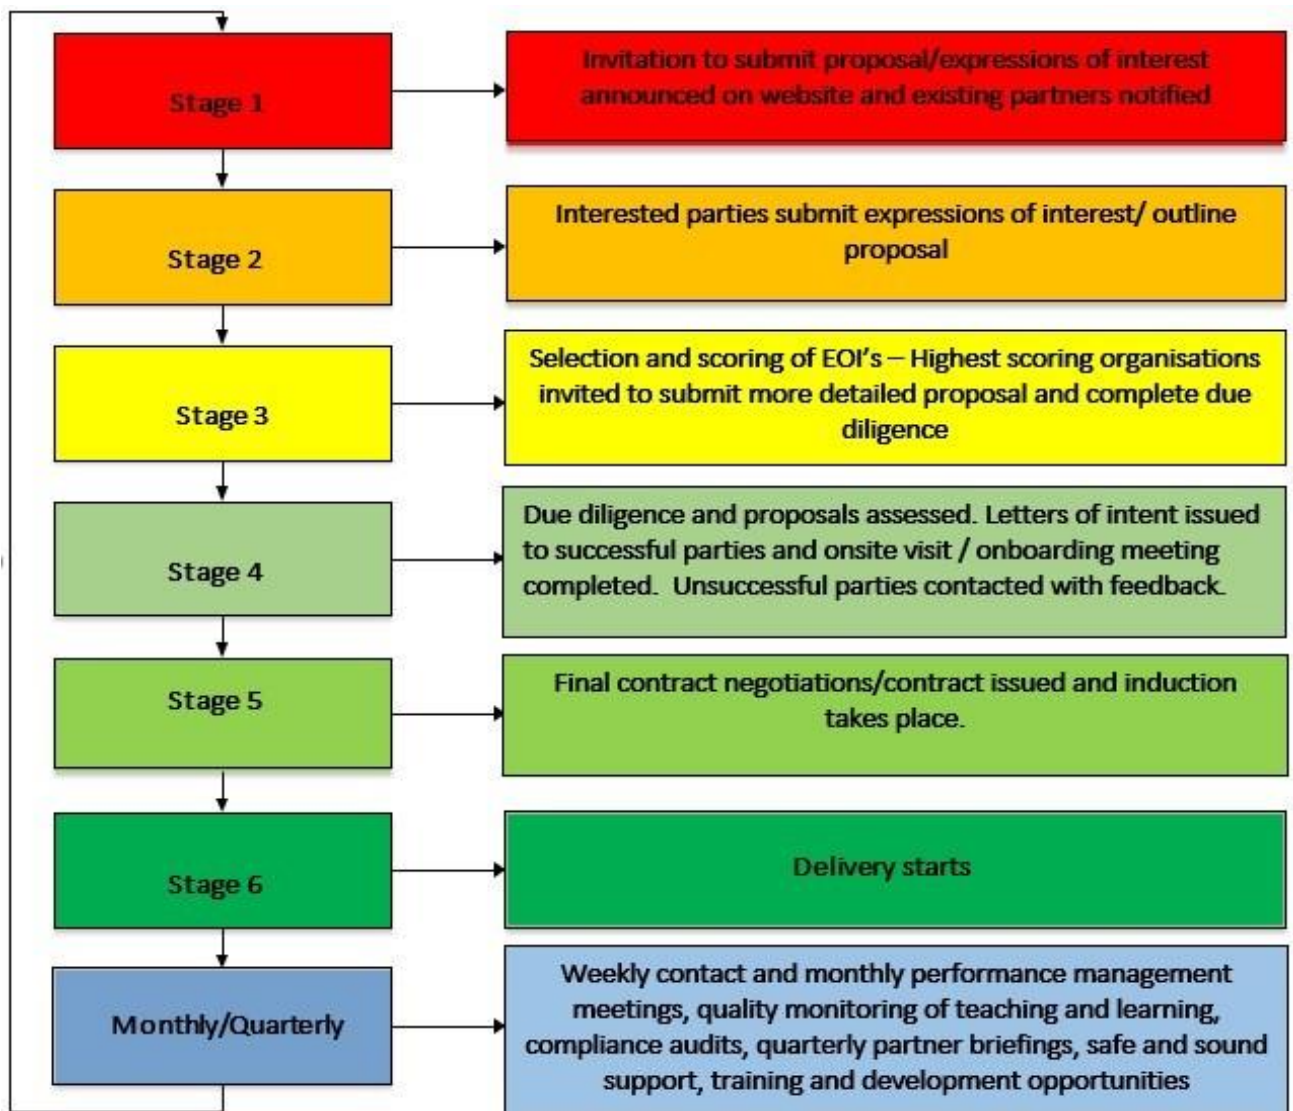 Stage 1
Invitation to submit proposal/expressions of interest
announced on website and existing partners notified
Stage 2
Interested parties submit expressions of interest/ outline
proposal
Stage 3
Selection and scoring of EOI's – Highest scoring organisations
invited to submit more detailed proposal and complete due
diligence
Stage 4
Due diligence and proposals assessed. Letters of intent issued
to successful parties and onsite visit / onboarding meeting
completed.  Unsuccessful parties contacted with feedback.
Stage 5
Final contract negotiations/contract issued and induction
takes place.
Stage 6
Delivery starts
Monthly/Quarterly
Weekly contact and monthly performance management
meetings, quality monitoring of teaching and learning,
compliance audits, quarterly partner briefings, safe and sound
support, training and development opportunities